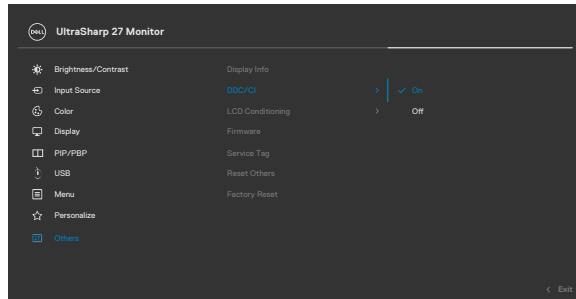 DELL UltraSharp 27 Monitor
Brightness/Contrast Display Info
Input Source DDC/CI > ✓ On
Color LCD Conditioning > Off
Display Firmware
PIP/PBP Service Tag
USB Reset Others
Menu Factory Reset
Personalize
Others
< Exit